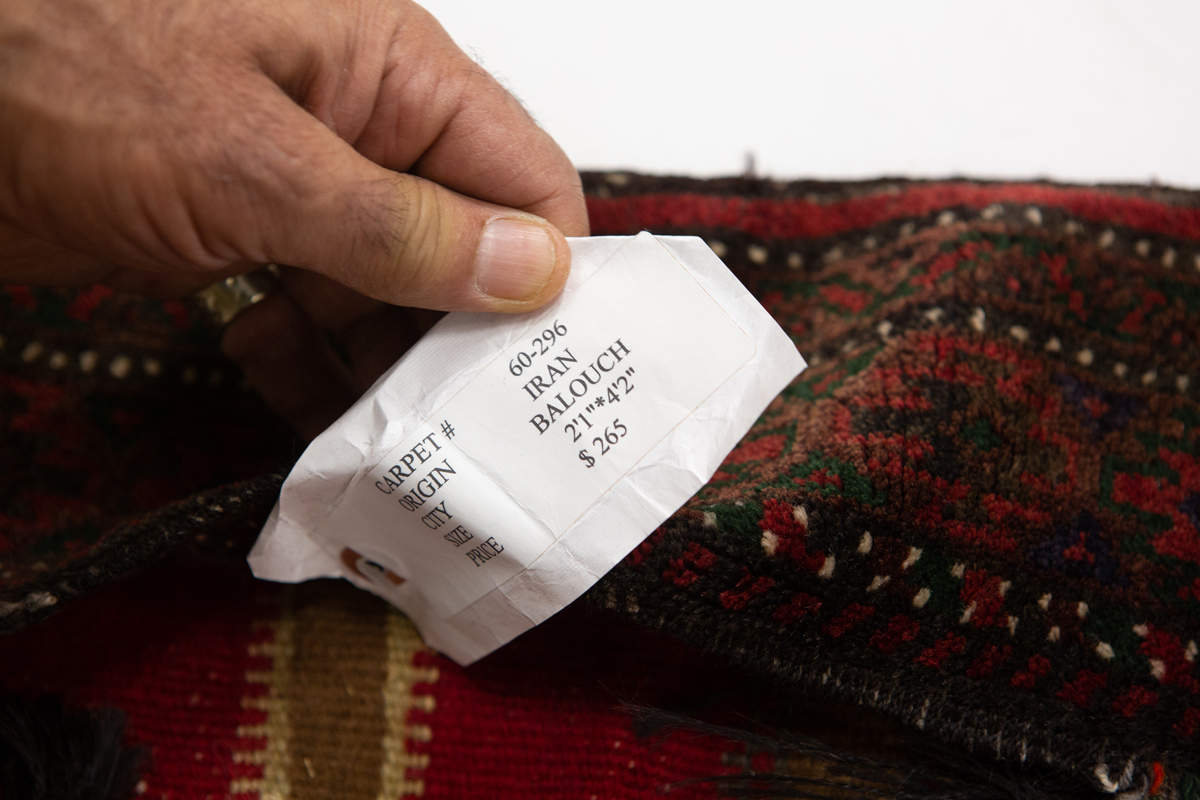 CARPET # 60-296
ORIGIN IRAN
CITY BALOUCH
SIZE 2'1"*4'2"
PRICE $ 265